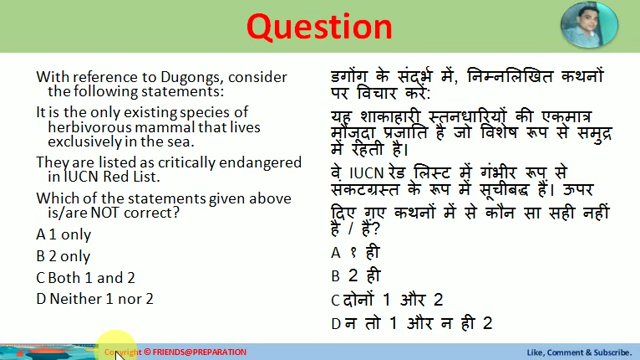 Question
With reference to Dugongs, consider
the following statements:
It is the only existing species of
herbivorous mammal that lives
exclusively in the sea.
They are listed as critically endangered
in IUCN Red List.
Which of the statements given above
is/are NOT correct?
A 1 only
B 2 only
C Both 1 and 2
D Neither 1 nor 2
डगोंग के संदर्भ में, निम्नलिखित कथनों
पर विचार करें:
यह शाकाहारी स्तनधारियों की एकमात्र
मौजूदा प्रजाति है जो विशेष रूप से समुद्र
में रहती है।
वे IUCN रेड लिस्ट में गंभीर रूप से
संकटग्रस्त के रूप में सूचीबद्ध हैं। ऊपर
दिए गए कथनों में से कौन सा सही नहीं
है / हैं?
A १ ही
B 2 ही
C दोनों 1 और 2
D न तो 1 और न ही 2
Copyright © FRIENDS@PREPARATION
Like, Comment & Subscribe.